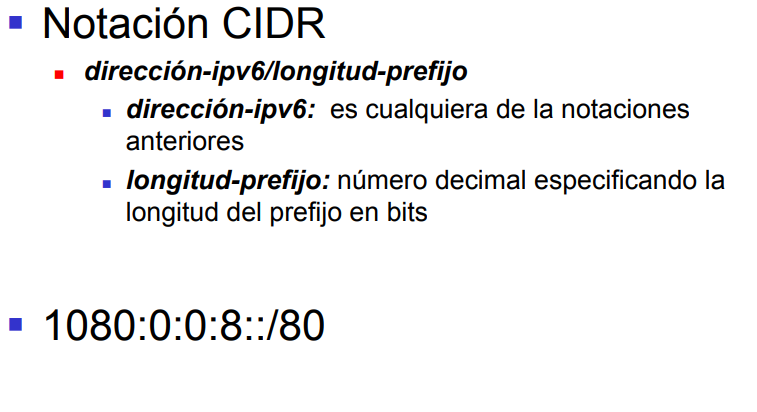 Notación CIDR
dirección-ipv6/longitud-prefijo
dirección-ipv6: es cualquiera de la notaciones
anteriores
longitud-prefijo: número decimal especificando la
longitud del prefijo en bits
1080:0:0:8::/80